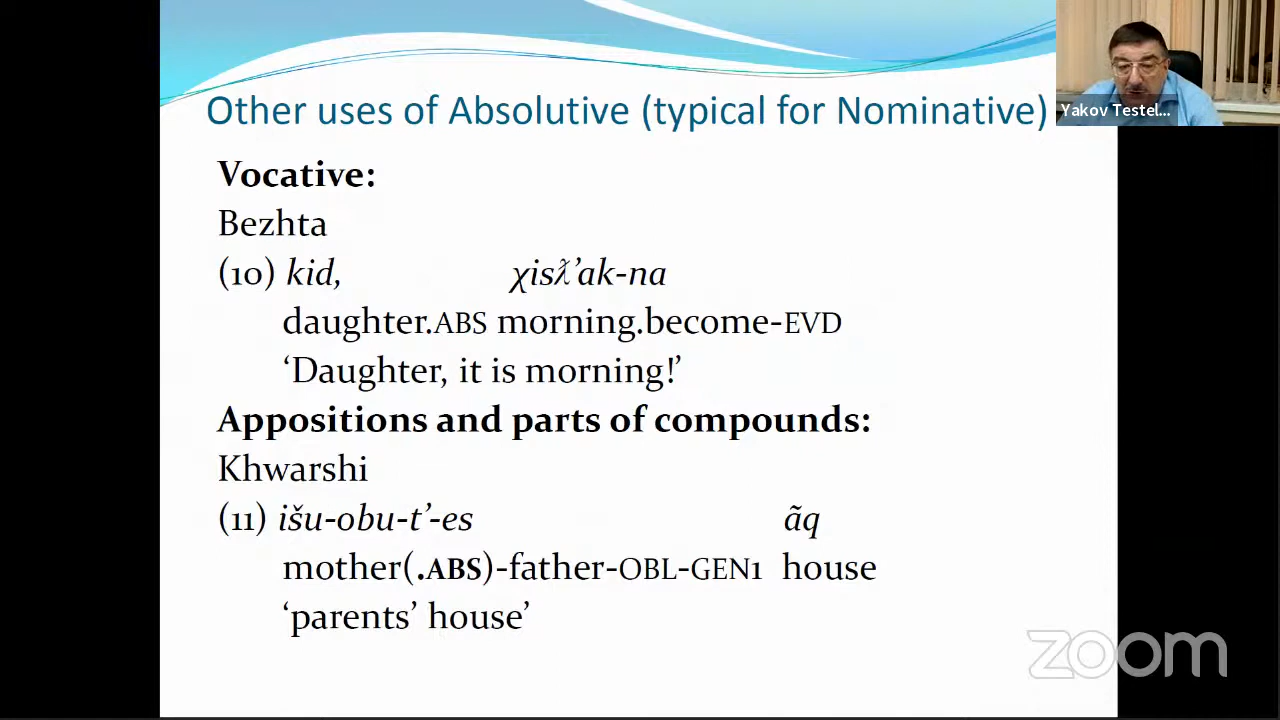 Other uses of Absolutive (typical for Nominative)
Yakov Testel...
Vocative:
Bezhta
(10) kid, χisƛ̃’ak-na
daughter.ABS morning.become-EVD
‘Daughter, it is morning!’
Appositions and parts of compounds:
Khwarshi
(11) išu-obu-t’-es ãq
mother(.ABS)-father-OBL-GEN1 house
‘parents’ house’
zoom